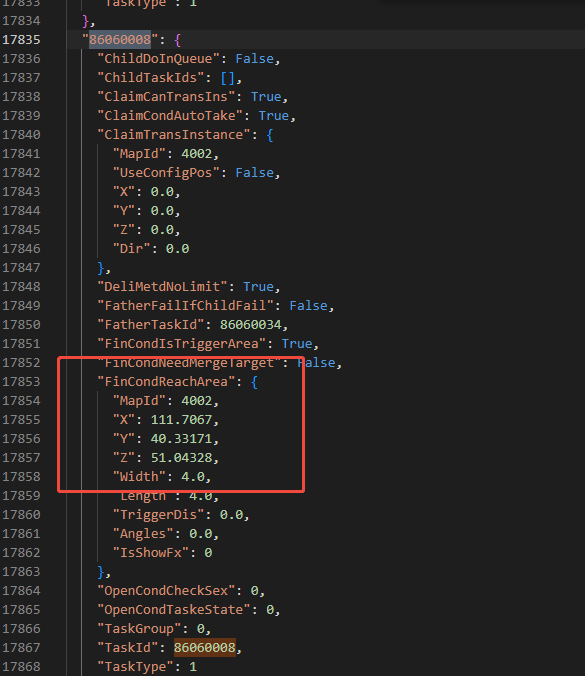 17833 "TaskType": 1
17834 },
17835 "86060008": {
17836 "ChildDoInQueue": False,
17837 "ChildTaskIds": [],
17838 "ClaimCanTransIns": True,
17839 "ClaimCondAutoTake": True,
17840 "ClaimTransInstance": {
17841 "MapId": 4002,
17842 "UseConfigPos": False,
17843 "X": 0.0,
17844 "Y": 0.0,
17845 "Z": 0.0,
17846 "Dir": 0.0
17847 },
17848 "DeliMetdNoLimit": True,
17849 "FatherFailIfChildFail": False,
17850 "FatherTaskId": 86060034,
17851 "FinCondIsTriggerArea": True,
17852 "FinCondNeedMergeTarget": False,
17853 "FinCondReachArea": {
17854 "MapId": 4002,
17855 "X": 111.7067,
17856 "Y": 40.33171,
17857 "Z": 51.04328,
17858 "Width": 4.0,
17859 "Length": 4.0,
17860 "TriggerDis": 0.0,
17861 "Angles": 0.0,
17862 "IsShowFx": 0
17863 },
17864 "OpenCondCheckSex": 0,
17865 "OpenCondTaskeState": 0,
17866 "TaskGroup": 0,
17867 "TaskId": 86060008,
17868 "TaskType": 1